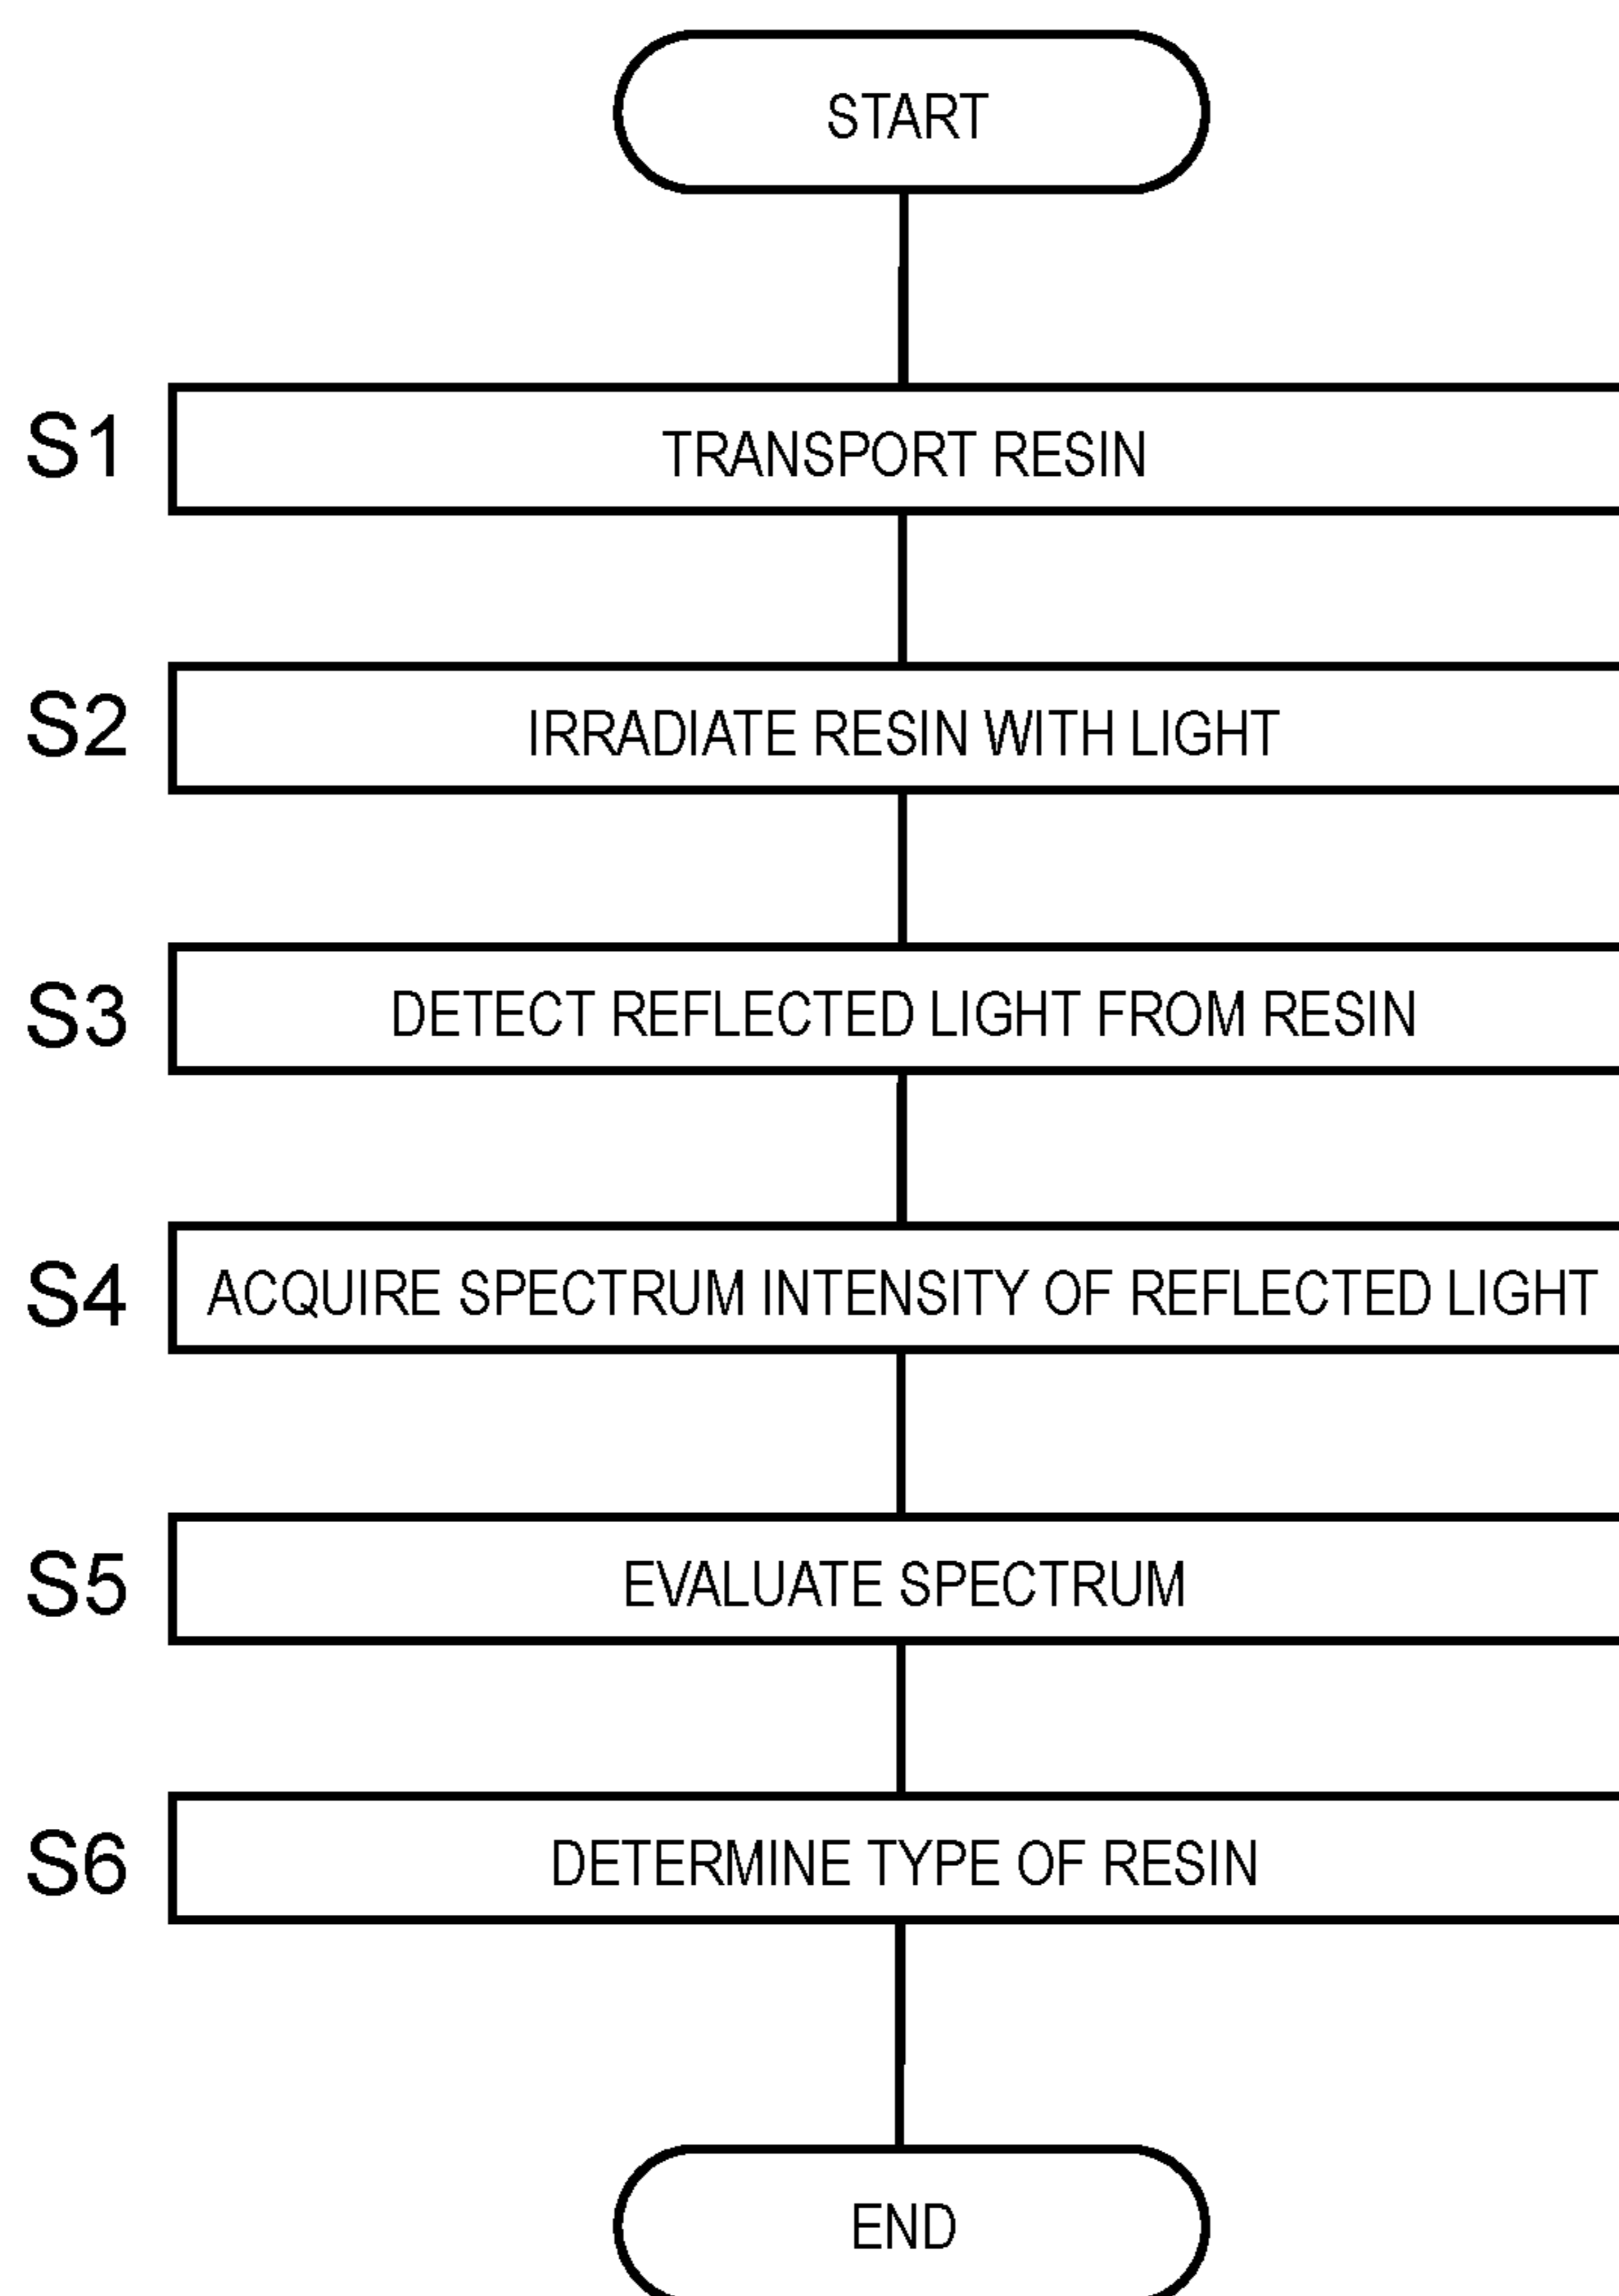 START
S1 TRANSPORT RESIN
S2 IRRADIATE RESIN WITH LIGHT
S3 DETECT REFLECTED LIGHT FROM RESIN
S4 ACQUIRE SPECTRUM INTENSITY OF REFLECTED LIGHT
S5 EVALUATE SPECTRUM
S6 DETERMINE TYPE OF RESIN
END